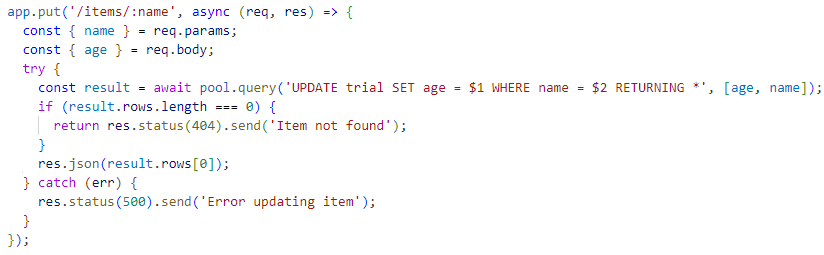 app.put('/items/:name', async (req, res) => {
  const { name } = req.params;
  const { age } = req.body;
  try {
    const result = await pool.query('UPDATE trial SET age = $1 WHERE name = $2 RETURNING *', [age, name]);
    if (result.rows.length === 0) {
      return res.status(404).send('Item not found');
    }
    res.json(result.rows[0]);
  } catch (err) {
    res.status(500).send('Error updating item');
  }
});